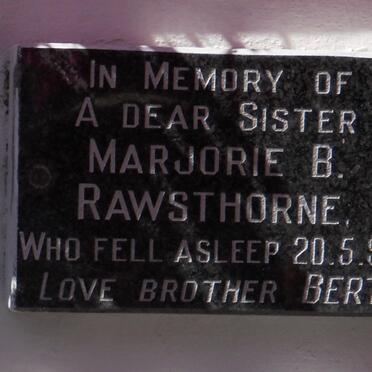 IN MEMORY OF
A DEAR SISTER
MARJORIE B.
RAWSTHORNE.
WHO FELL ASLEEP 20.5.
LOVE BROTHER BERT